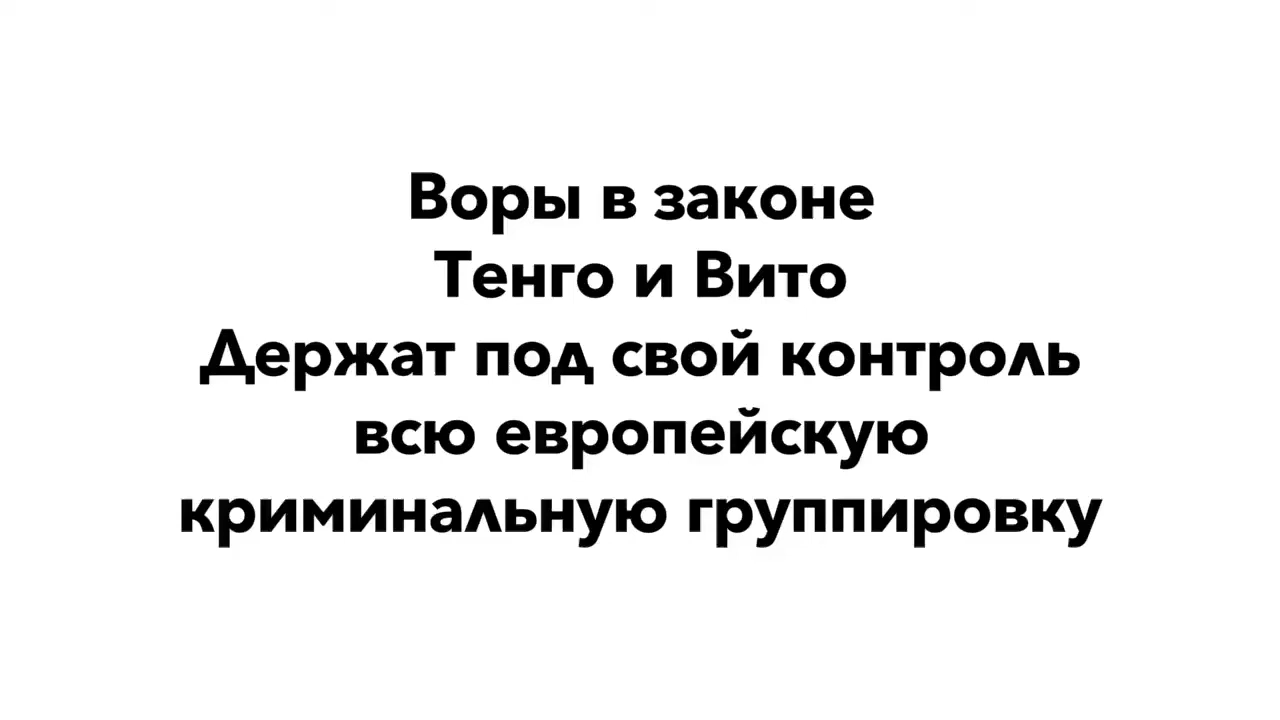 Воры в законе
Тенго и Вито
Держат под свой контроль
всю европейскую
криминальную группировку